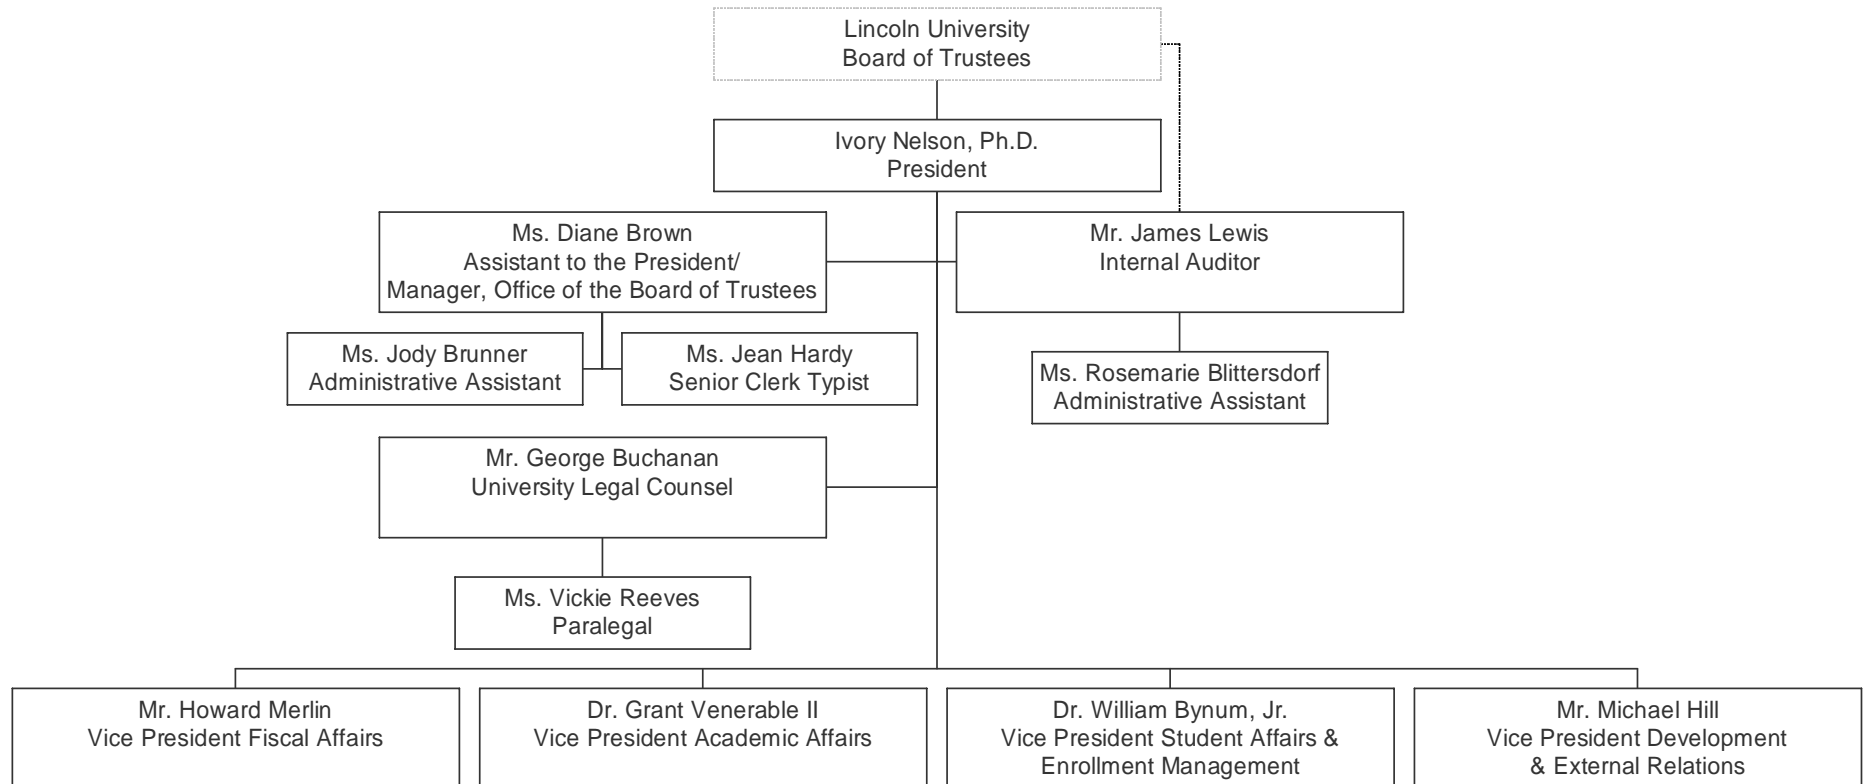 Lincoln University
Board of Trustees
Ivory Nelson, Ph.D.
President
Ms. Diane Brown
Assistant to the President/
Manager, Office of the Board of Trustees
Mr. James Lewis
Internal Auditor
Ms. Jody Brunner
Administrative Assistant
Ms. Jean Hardy
Senior Clerk Typist
Ms. Rosemarie Blittersdorf
Administrative Assistant
Mr. George Buchanan
University Legal Counsel
Ms. Vickie Reeves
Paralegal
Mr. Howard Merlin
Vice President Fiscal Affairs
Dr. Grant Venerable II
Vice President Academic Affairs
Dr. William Bynum, Jr.
Vice President Student Affairs &
Enrollment Management
Mr. Michael Hill
Vice President Development
& External Relations